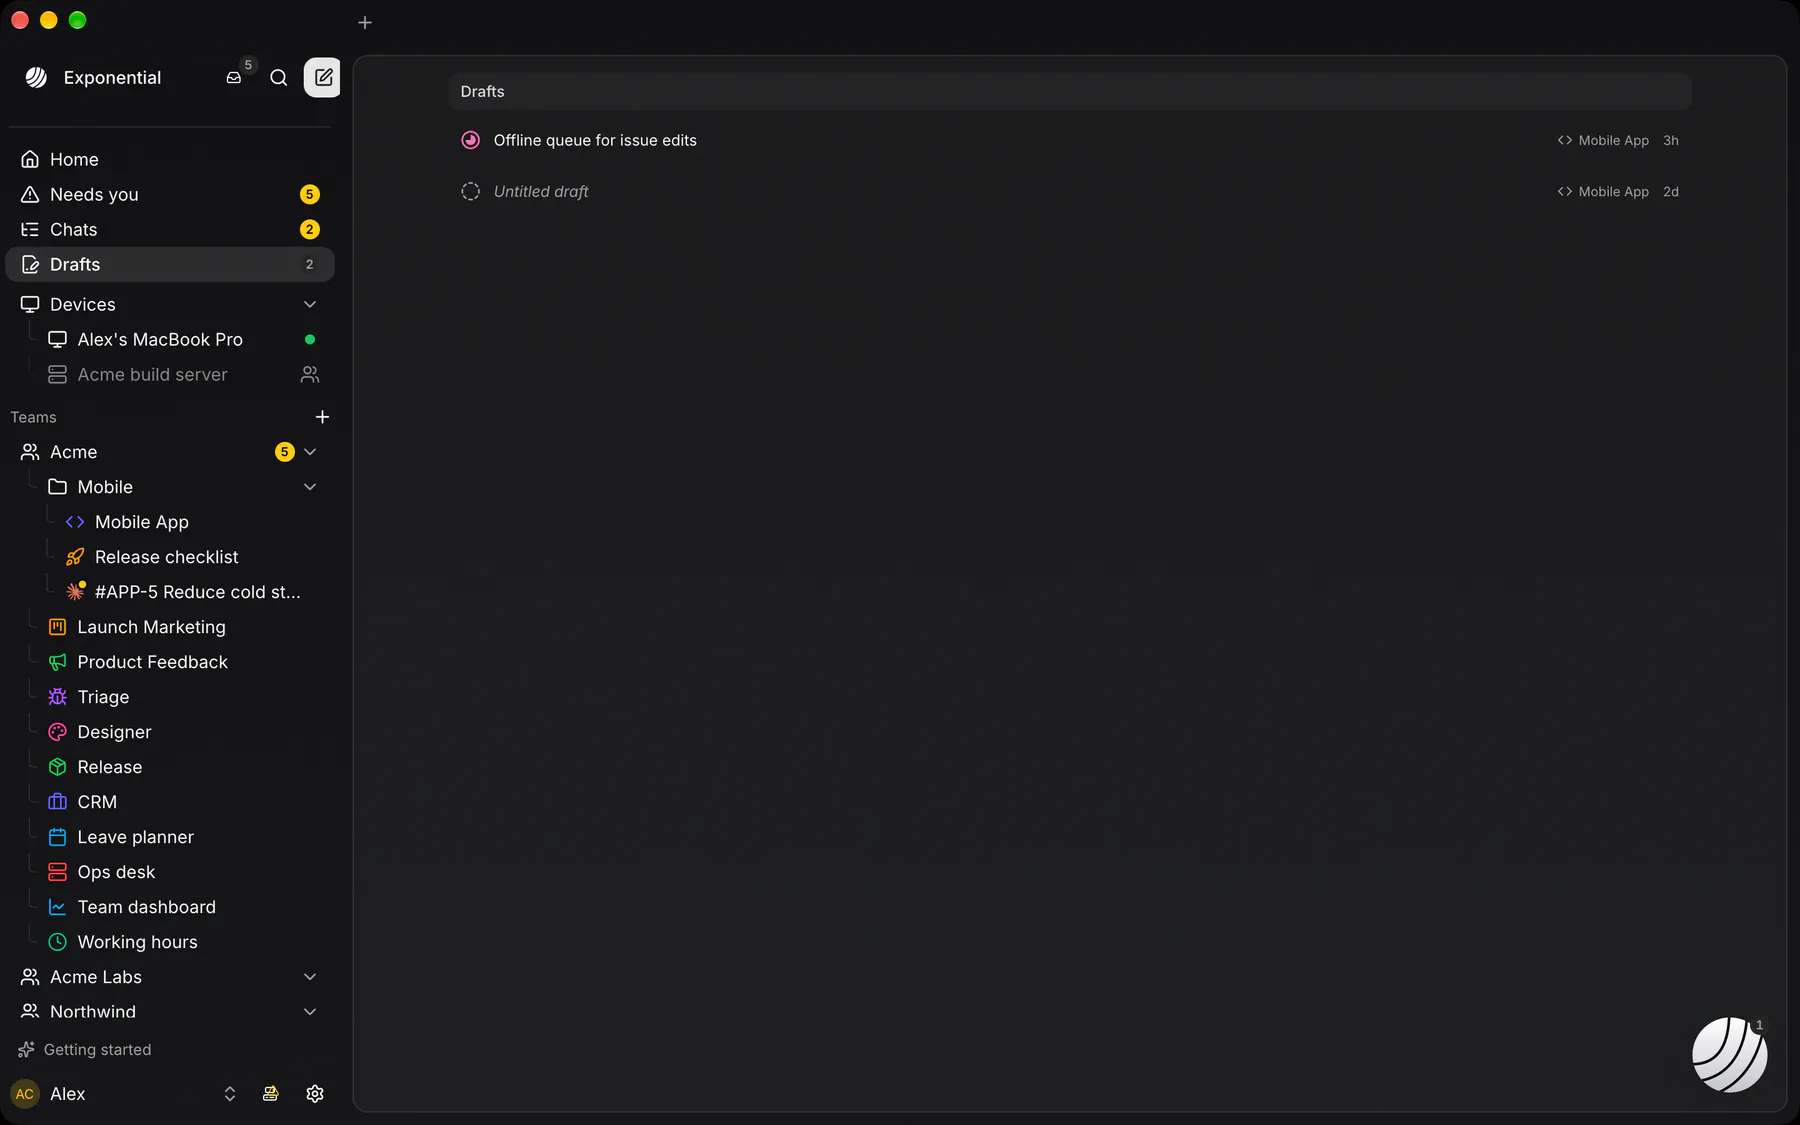 Exponential
5
Home
Needs you 5
Chats 2
Drafts 2
Devices
Alex's MacBook Pro
Acme build server
Teams
Acme 5
Mobile
Mobile App
Release checklist
#APP-5 Reduce cold st...
Launch Marketing
Product Feedback
Triage
Designer
Release
CRM
Leave planner
Ops desk
Team dashboard
Working hours
Acme Labs
Northwind
Getting started
AC Alex
Drafts
Offline queue for issue edits Mobile App 3h
Untitled draft Mobile App 2d
1